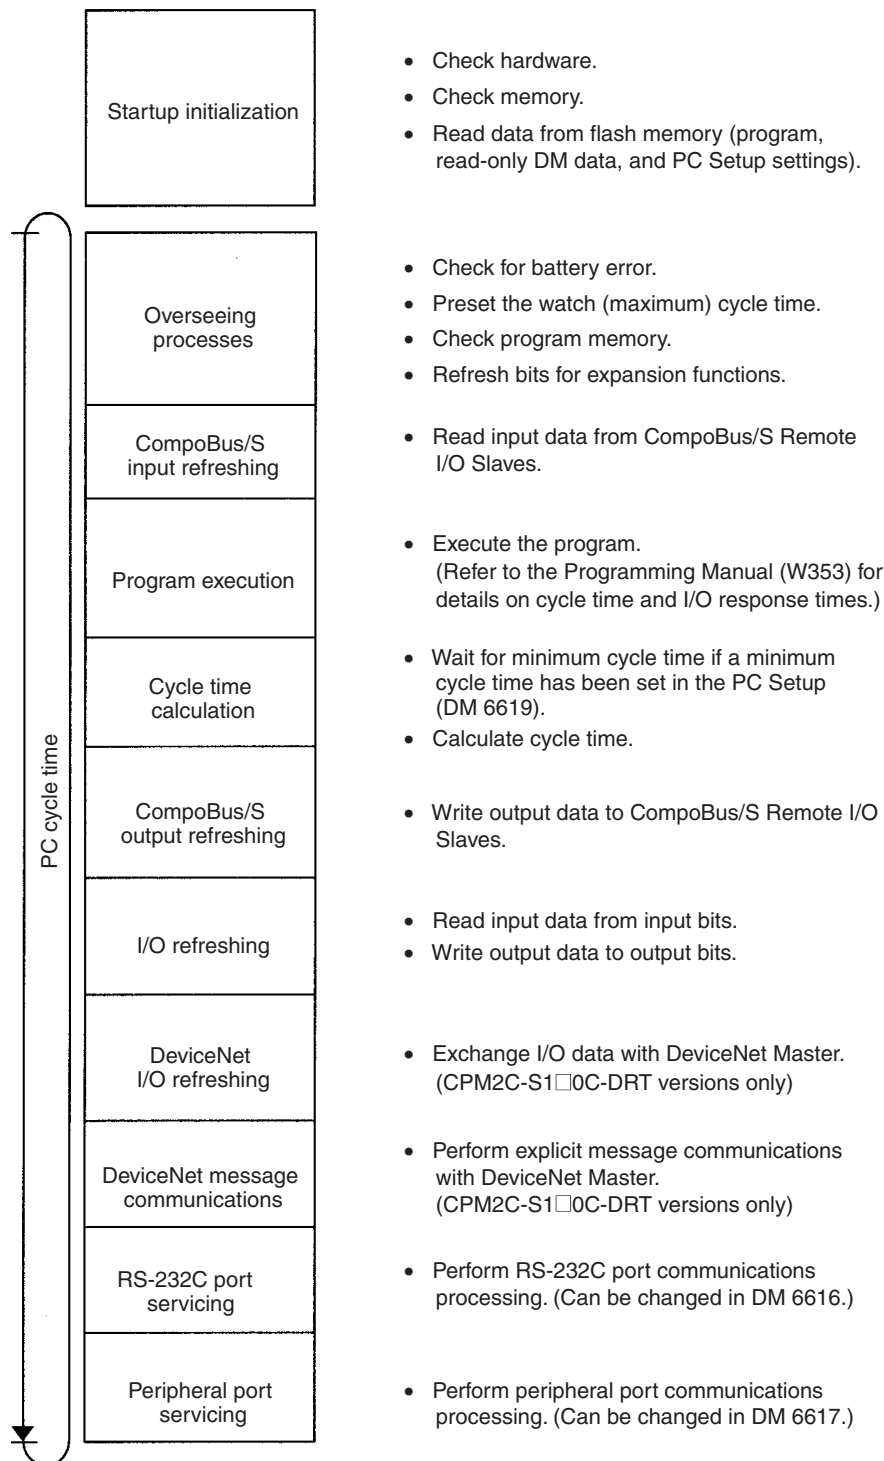 Startup initialization
• Check hardware.
• Check memory.
• Read data from flash memory (program,
read-only DM data, and PC Setup settings).
PC cycle time
Overseeing
processes
• Check for battery error.
• Preset the watch (maximum) cycle time.
• Check program memory.
• Refresh bits for expansion functions.
CompoBus/S
input refreshing
• Read input data from CompoBus/S Remote
I/O Slaves.
Program execution
• Execute the program.
(Refer to the Programming Manual (W353) for
details on cycle time and I/O response times.)
Cycle time
calculation
• Wait for minimum cycle time if a minimum
cycle time has been set in the PC Setup
(DM 6619).
• Calculate cycle time.
CompoBus/S
output refreshing
• Write output data to CompoBus/S Remote I/O
Slaves.
I/O refreshing
• Read input data from input bits.
• Write output data to output bits.
DeviceNet
I/O refreshing
• Exchange I/O data with DeviceNet Master.
(CPM2C-S1□0C-DRT versions only)
DeviceNet message
communications
• Perform explicit message communications
with DeviceNet Master.
(CPM2C-S1□0C-DRT versions only)
RS-232C port
servicing
• Perform RS-232C port communications
processing. (Can be changed in DM 6616.)
Peripheral port
servicing
• Perform peripheral port communications
processing. (Can be changed in DM 6617.)